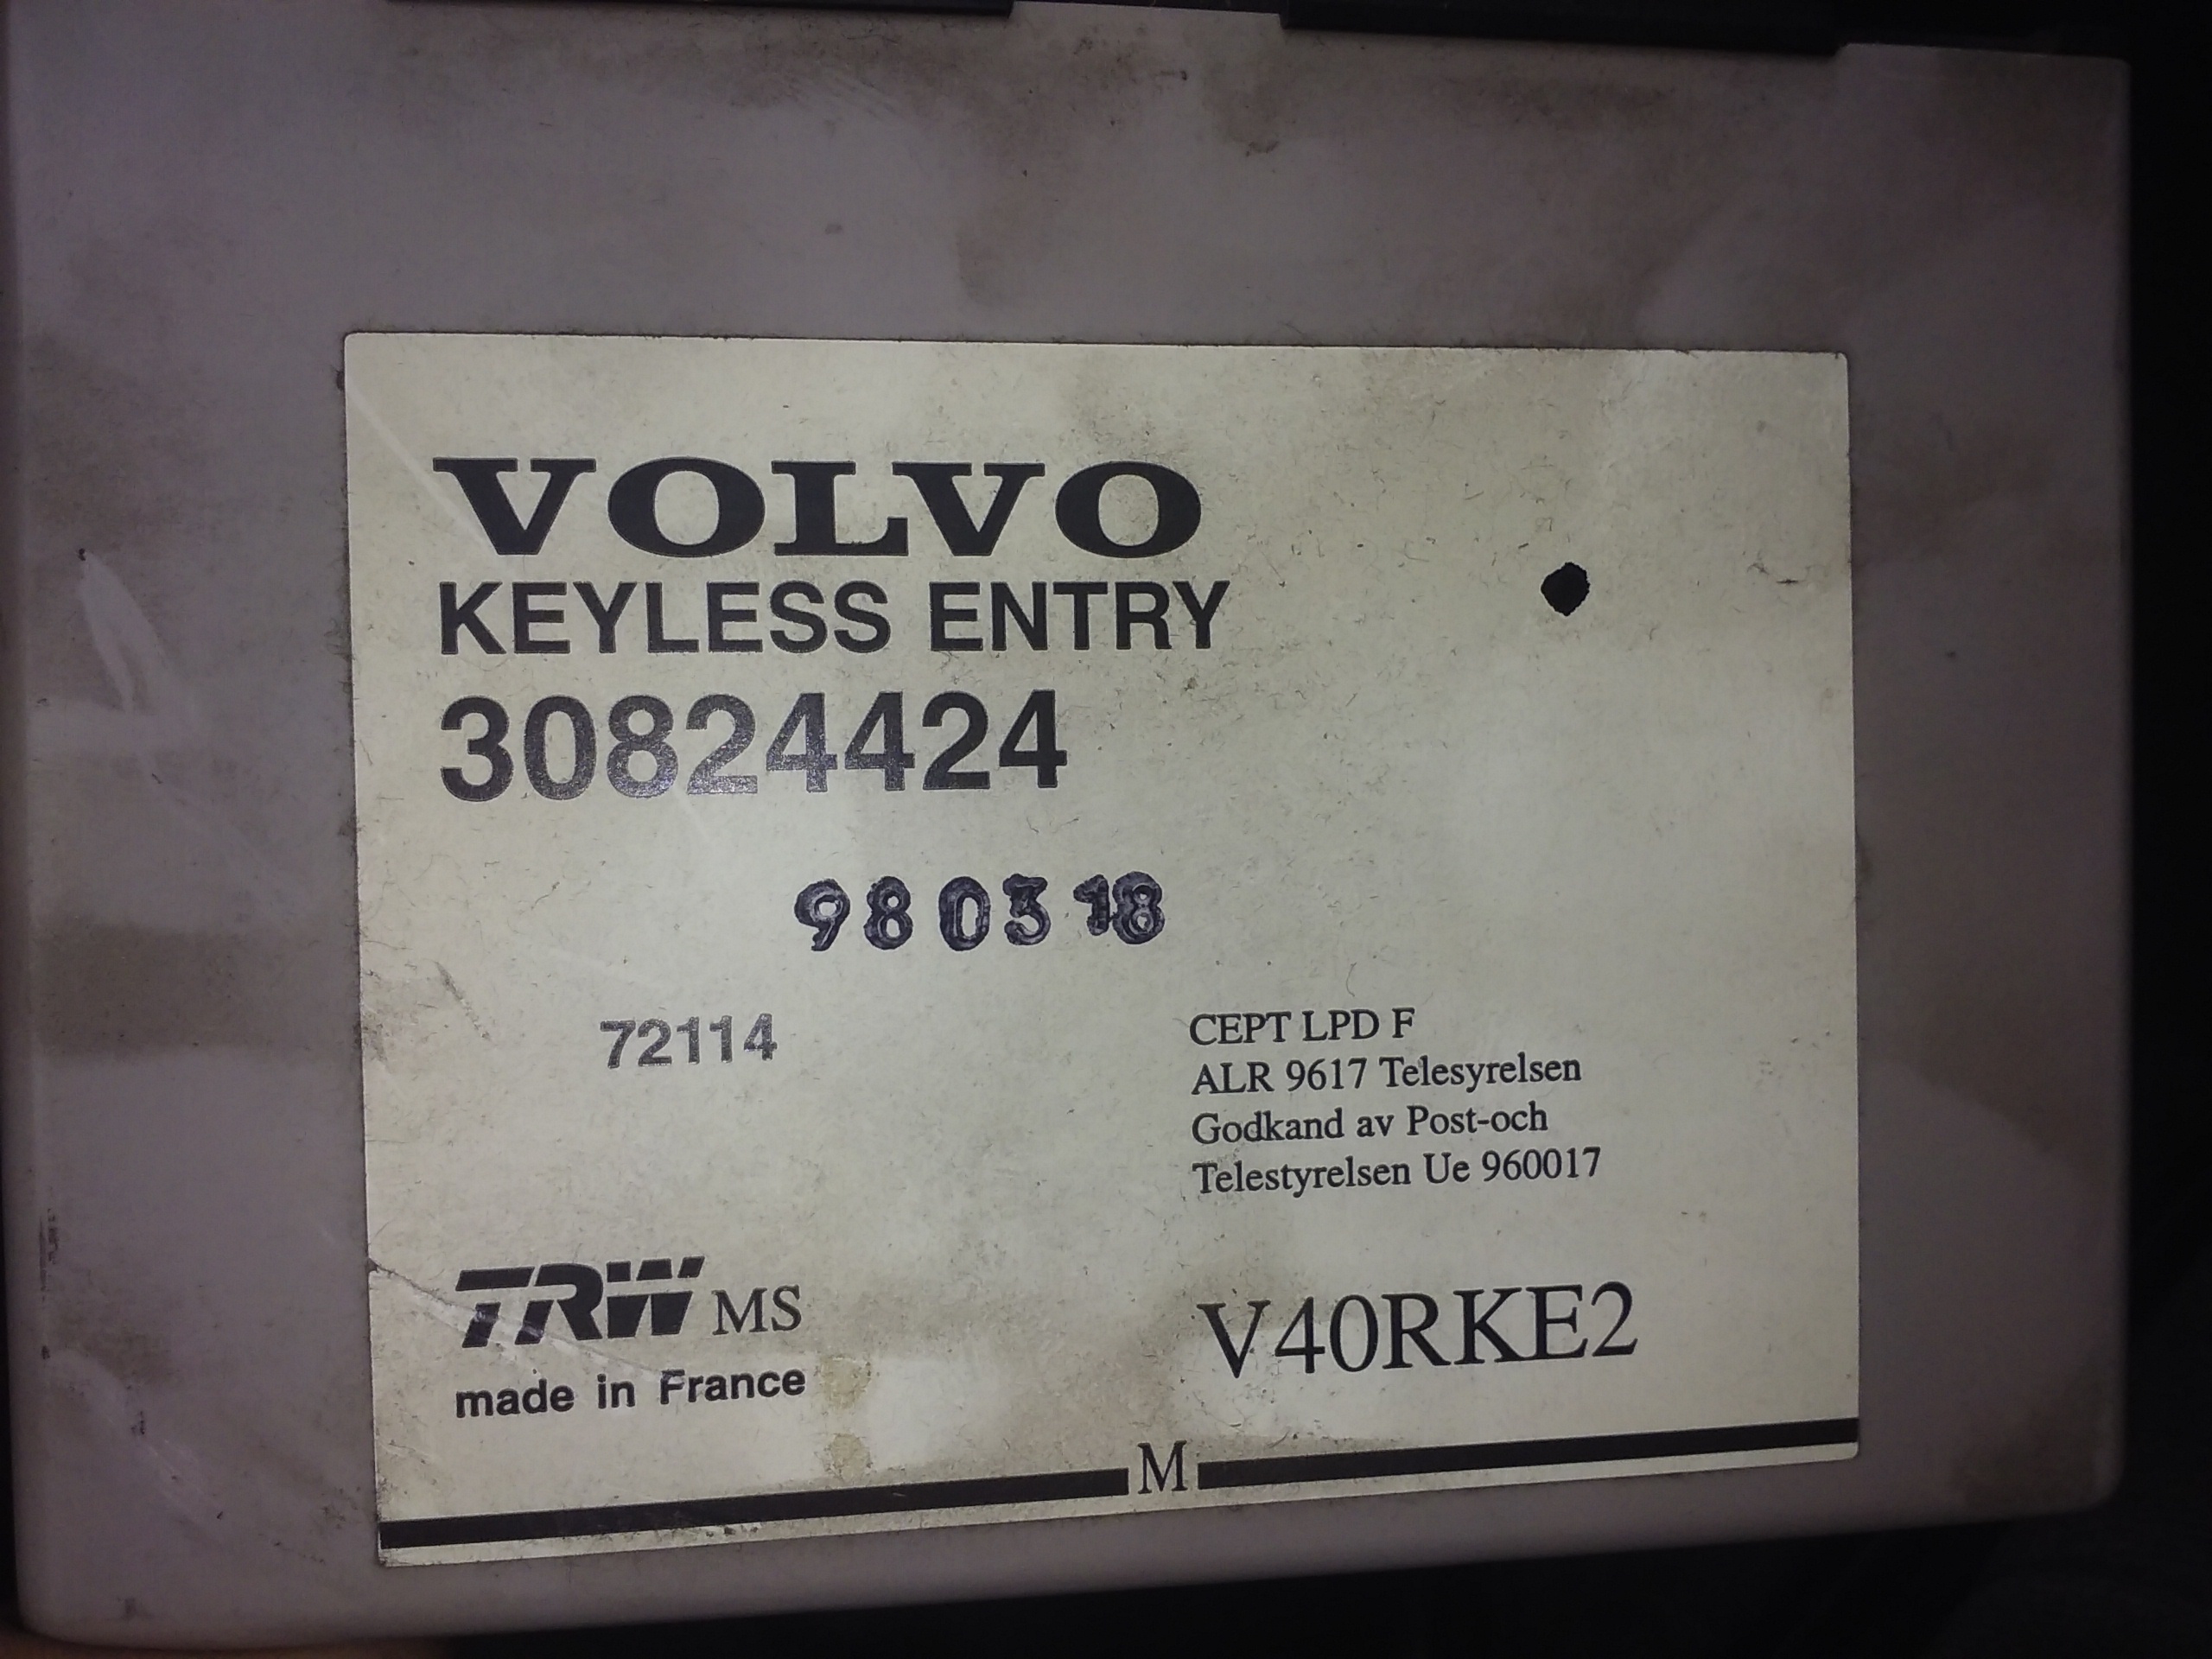 VOLVO
KEYLESS ENTRY
30824424
980318
72114
CEPT LPD F
ALR 9617 Telesyrelsen
Godkand av Post-och
Telestyrelsen Ue 960017
TRW MS
made in France
V40RKE2
M